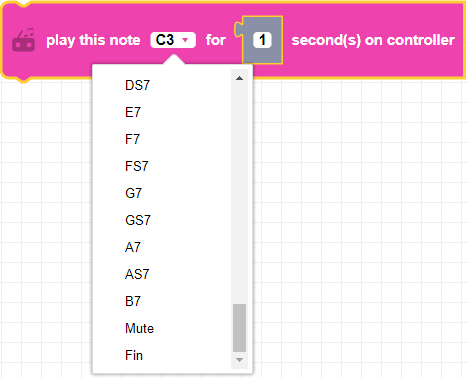 play this note C3 for 1 second(s) on controller
DS7
E7
F7
FS7
G7
GS7
A7
AS7
B7
Mute
Fin